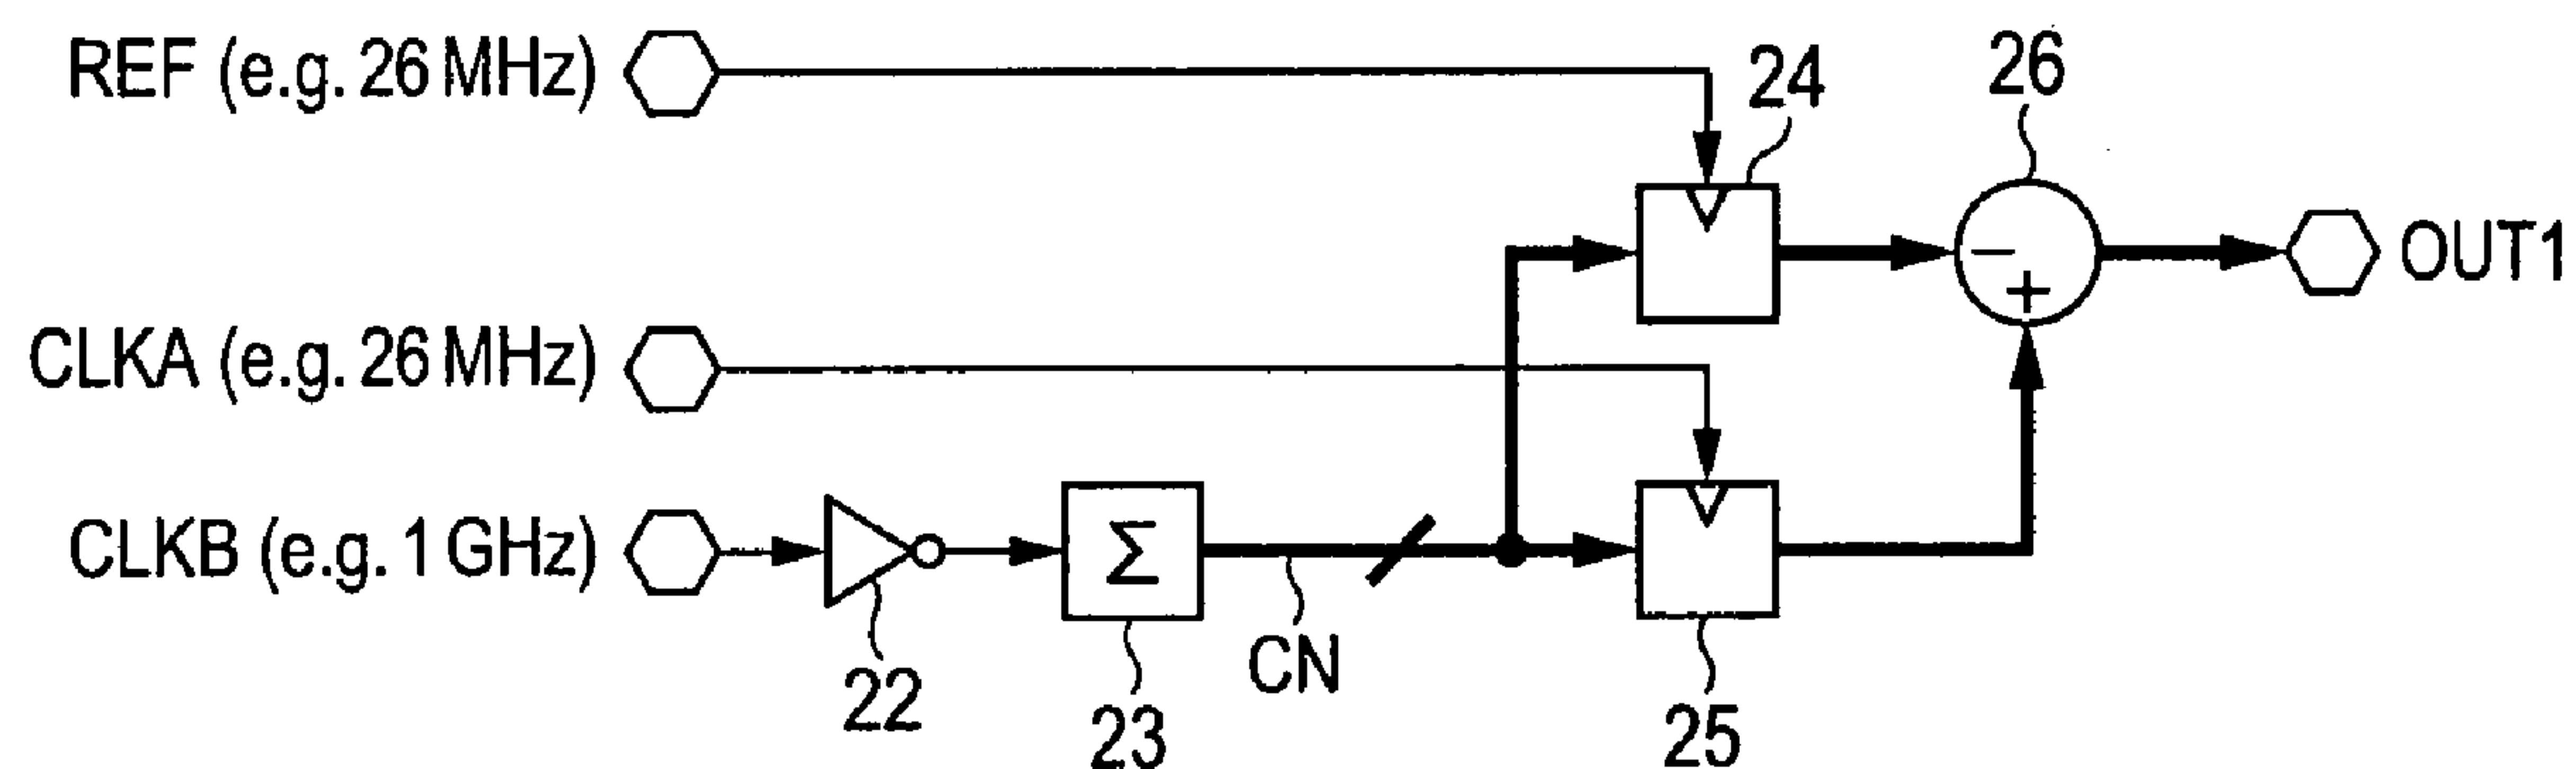 REF (e.g. 26 MHz)
24
26
OUT1
CLKA (e.g. 26 MHz)
CLKB (e.g. 1 GHz)
Σ
CN
22
23
25
−
+